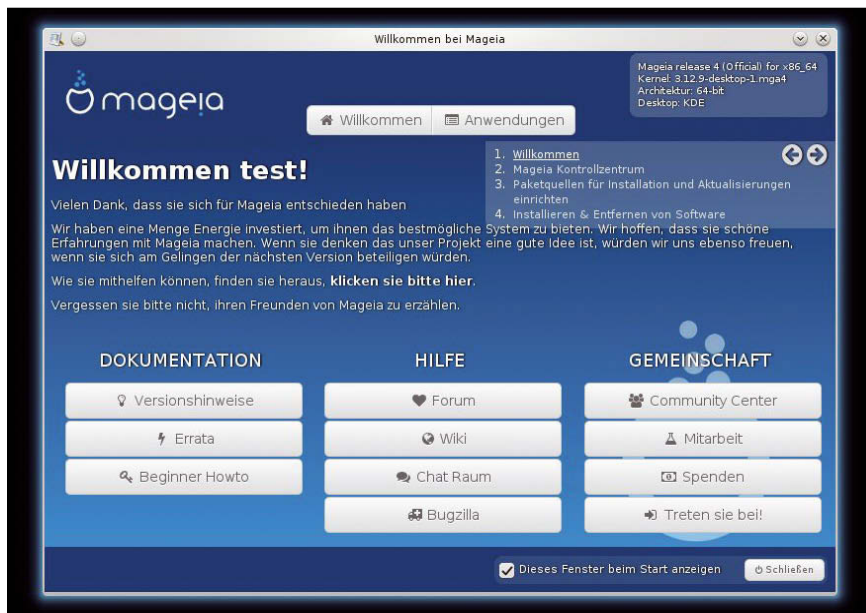 Willkommen bei Mageia
mageia
Mageia release 4 (Official) for x86_64
Kernel: 3.12.9-desktop-1.mga4
Architektur: 64-bit
Desktop: KDE
Willkommen
Anwendungen
1. Willkommen
2. Mageia Kontrollzentrum
3. Paketquellen für Installation und Aktualisierungen
einrichten
4. Installieren & Entfernen von Software
Willkommen test!
Vielen Dank, dass sie sich für Mageia entschieden haben
Wir haben eine Menge Energie investiert, um ihnen das bestmögliche System zu bieten. Wir hoffen, dass sie schöne
Erfahrungen mit Mageia machen. Wenn sie denken das unser Projekt eine gute Idee ist, würden wir uns ebenso freuen,
wenn sie sich am Gelingen der nächsten Version beteiligen würden.
Wie sie mithelfen können, finden sie heraus, klicken sie bitte hier.
Vergessen sie bitte nicht, ihren Freunden von Mageia zu erzählen.
DOKUMENTATION
Versionshinweise
Errata
Beginner Howto
HILFE
Forum
Wiki
Chat Raum
Bugzilla
GEMEINSCHAFT
Community Center
Mitarbeit
Spenden
Treten sie bei!
Dieses Fenster beim Start anzeigen
Schließen